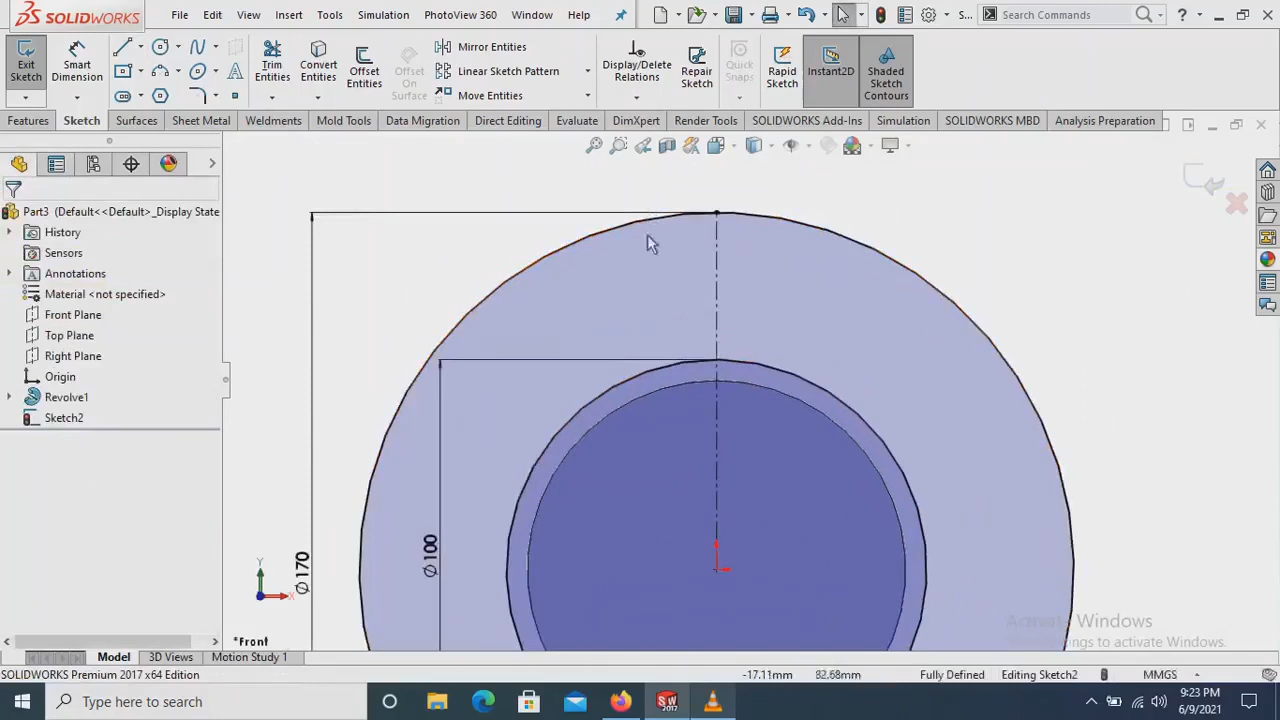 SOLIDWORKS File Edit View Insert Tools Simulation PhotoView 360 Window Help S... Search Commands ?
Exit Sketch Smart Dimension Trim Entities Convert Entities Offset Entities Offset On Surface Mirror Entities Linear Sketch Pattern Move Entities Display/Delete Relations Repair Sketch Quick Snaps Rapid Sketch Instant2D Shaded Sketch Contours
Features Sketch Surfaces Sheet Metal Weldments Mold Tools Data Migration Direct Editing Evaluate DimXpert Render Tools SOLIDWORKS Add-Ins Simulation SOLIDWORKS MBD Analysis Preparation
Part3 (Default<<Default>_Display State
History
Sensors
Annotations
Material <not specified>
Front Plane
Top Plane
Right Plane
Origin
Revolve1
Sketch2
∅170
∅100
Y
X
*Front
Activate Windows
ings to activate Windows.
Model 3D Views Motion Study 1
SOLIDWORKS Premium 2017 x64 Edition -17.11mm 82.68mm Fully Defined Editing Sketch2 MMGS
Type here to search
SW 2017
9:23 PM
6/9/2021